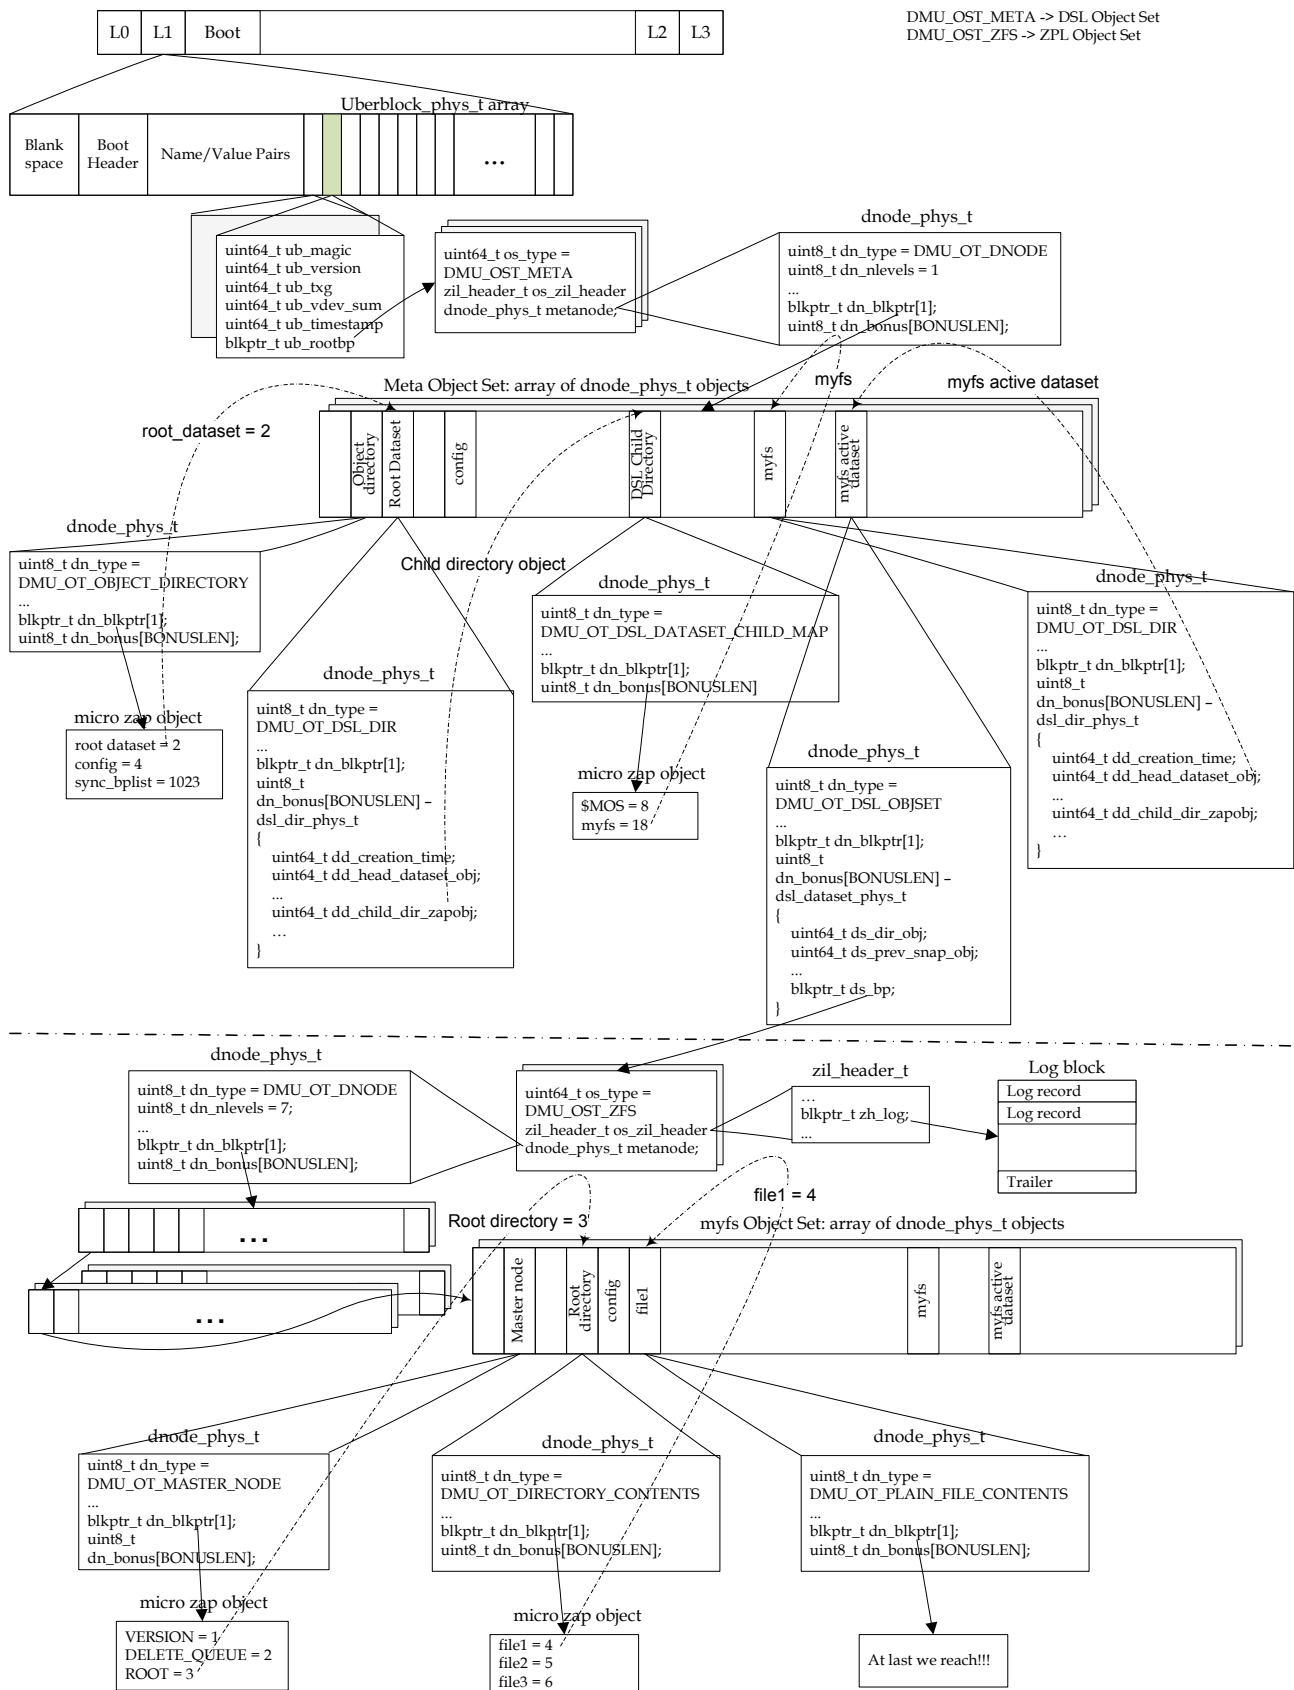 L0 L1 Boot L2 L3
DMU_OST_META -> DSL Object Set
DMU_OST_ZFS -> ZPL Object Set
Uberblock_phys_t array
Blank
space
Boot
Header
Name/Value Pairs
...
uint64_t ub_magic
uint64_t ub_version
uint64_t ub_txg
uint64_t ub_vdev_sum
uint64_t ub_timestamp
blkptr_t ub_rootbp
uint64_t os_type =
DMU_OST_META
zil_header_t os_zil_header
dnode_phys_t metanode;
dnode_phys_t
uint8_t dn_type = DMU_OT_DNODE
uint8_t dn_nlevels = 1
...
blkptr_t dn_blkptr[1];
uint8_t dn_bonus[BONUSLEN];
Meta Object Set: array of dnode_phys_t objects
myfs
myfs active dataset
root_dataset = 2
Object
directory
Root Dataset
config
DSL Child
Directory
myfs
myfs active
dataset
dnode_phys_t
uint8_t dn_type =
DMU_OT_OBJECT_DIRECTORY
...
blkptr_t dn_blkptr[1];
uint8_t dn_bonus[BONUSLEN];
micro zap object
root dataset = 2
config = 4
sync_bplist = 1023
Child directory object
dnode_phys_t
uint8_t dn_type =
DMU_OT_DSL_DIR
...
blkptr_t dn_blkptr[1];
uint8_t
dn_bonus[BONUSLEN] –
dsl_dir_phys_t
{
uint64_t dd_creation_time;
uint64_t dd_head_dataset_obj;
...
uint64_t dd_child_dir_zapobj;
...
}
dnode_phys_t
uint8_t dn_type =
DMU_OT_DSL_DATASET_CHILD_MAP
...
blkptr_t dn_blkptr[1];
uint8_t dn_bonus[BONUSLEN]
micro zap object
$MOS = 8
myfs = 18
dnode_phys_t
uint8_t dn_type =
DMU_OT_DSL_OBJSET
...
blkptr_t dn_blkptr[1];
uint8_t
dn_bonus[BONUSLEN] –
dsl_dataset_phys_t
{
uint64_t ds_dir_obj;
uint64_t ds_prev_snap_obj;
...
blkptr_t ds_bp;
}
dnode_phys_t
uint8_t dn_type =
DMU_OT_DSL_DIR
...
blkptr_t dn_blkptr[1];
uint8_t
dn_bonus[BONUSLEN] –
dsl_dir_phys_t
{
uint64_t dd_creation_time;
uint64_t dd_head_dataset_obj;
...
uint64_t dd_child_dir_zapobj;
...
}
dnode_phys_t
uint8_t dn_type = DMU_OT_DNODE
uint8_t dn_nlevels = 7;
...
blkptr_t dn_blkptr[1];
uint8_t dn_bonus[BONUSLEN];
uint64_t os_type =
DMU_OST_ZFS
zil_header_t os_zil_header
dnode_phys_t metanode;
zil_header_t
...
blkptr_t zh_log;
...
Log block
Log record
Log record
Trailer
...
...
Root directory = 3
file1 = 4
myfs Object Set: array of dnode_phys_t objects
Master node
Root
directory
config
file1
myfs
myfs active
dataset
dnode_phys_t
uint8_t dn_type =
DMU_OT_MASTER_NODE
...
blkptr_t dn_blkptr[1];
uint8_t
dn_bonus[BONUSLEN];
micro zap object
VERSION = 1
DELETE_QUEUE = 2
ROOT = 3
dnode_phys_t
uint8_t dn_type =
DMU_OT_DIRECTORY_CONTENTS
...
blkptr_t dn_blkptr[1];
uint8_t dn_bonus[BONUSLEN];
micro zap object
file1 = 4
file2 = 5
file3 = 6
dnode_phys_t
uint8_t dn_type =
DMU_OT_PLAIN_FILE_CONTENTS
...
blkptr_t dn_blkptr[1];
uint8_t dn_bonus[BONUSLEN];
At last we reach!!!